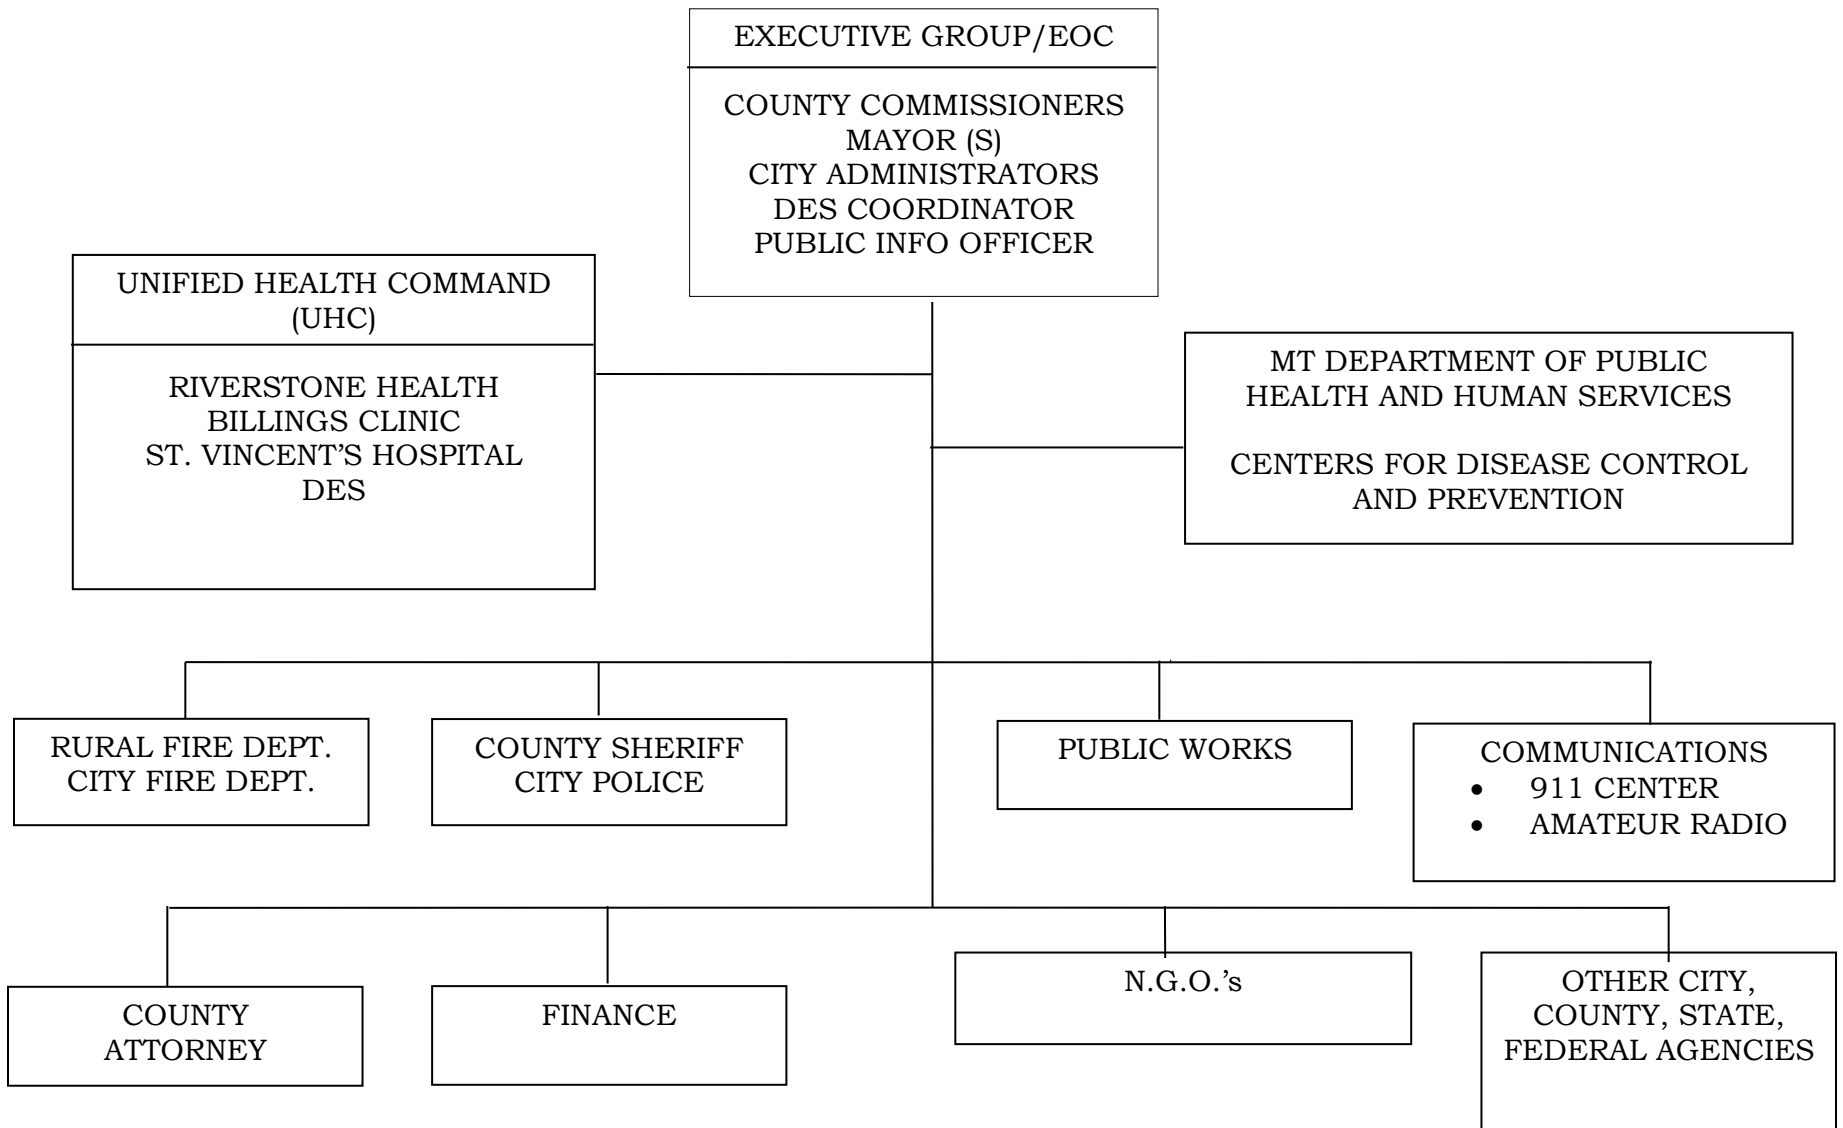 EXECUTIVE GROUP/EOC
COUNTY COMMISSIONERS
MAYOR (S)
CITY ADMINISTRATORS
DES COORDINATOR
PUBLIC INFO OFFICER
UNIFIED HEALTH COMMAND
(UHC)
RIVERSTONE HEALTH
BILLINGS CLINIC
ST. VINCENT’S HOSPITAL
DES
MT DEPARTMENT OF PUBLIC
HEALTH AND HUMAN SERVICES
CENTERS FOR DISEASE CONTROL
AND PREVENTION
RURAL FIRE DEPT.
CITY FIRE DEPT.
COUNTY SHERIFF
CITY POLICE
PUBLIC WORKS
COMMUNICATIONS
• 911 CENTER
• AMATEUR RADIO
COUNTY
ATTORNEY
FINANCE
N.G.O.’s
OTHER CITY,
COUNTY, STATE,
FEDERAL AGENCIES